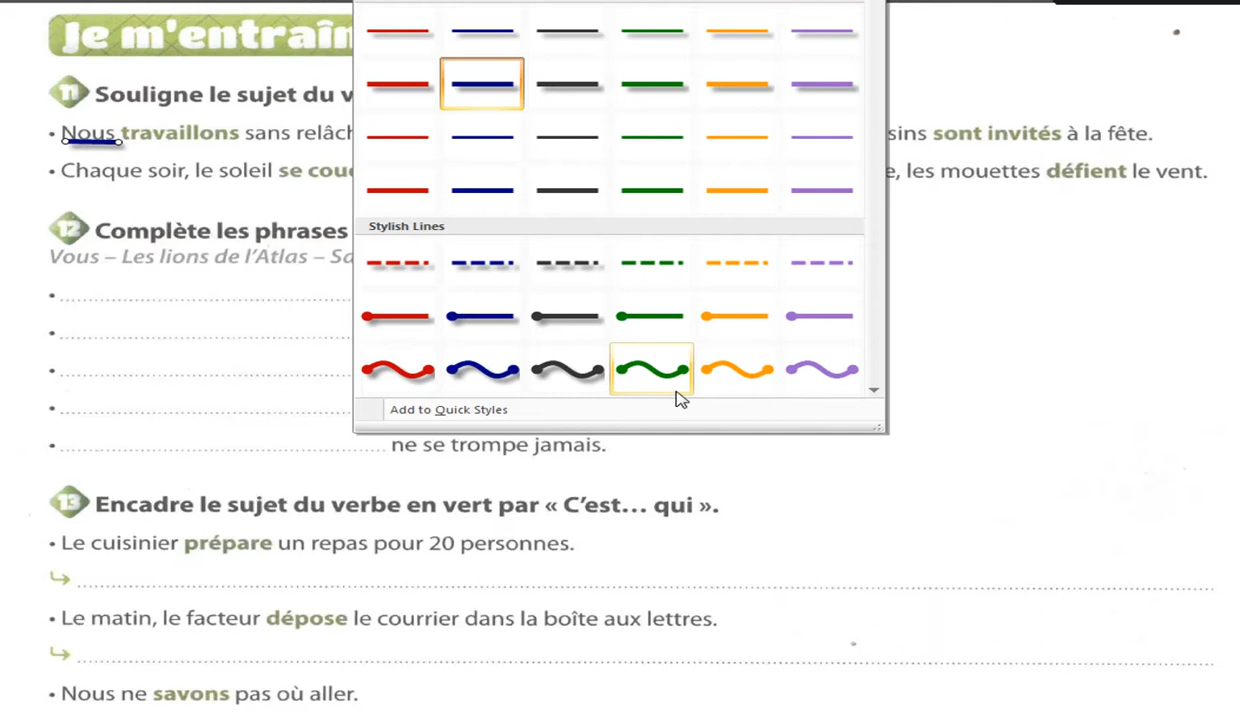 Je m'entraîn
11 Souligne le sujet du v
• Nous travaillons sans relâch
sins sont invités à la fête.
• Chaque soir, le soleil se cou
, les mouettes défient le vent.
12 Complète les phrases
Vous – Les lions de l'Atlas – Sa
Stylish Lines
Add to Quick Styles
ne se trompe jamais.
13 Encadre le sujet du verbe en vert par « C'est... qui ».
• Le cuisinier prépare un repas pour 20 personnes.
• Le matin, le facteur dépose le courrier dans la boîte aux lettres.
• Nous ne savons pas où aller.